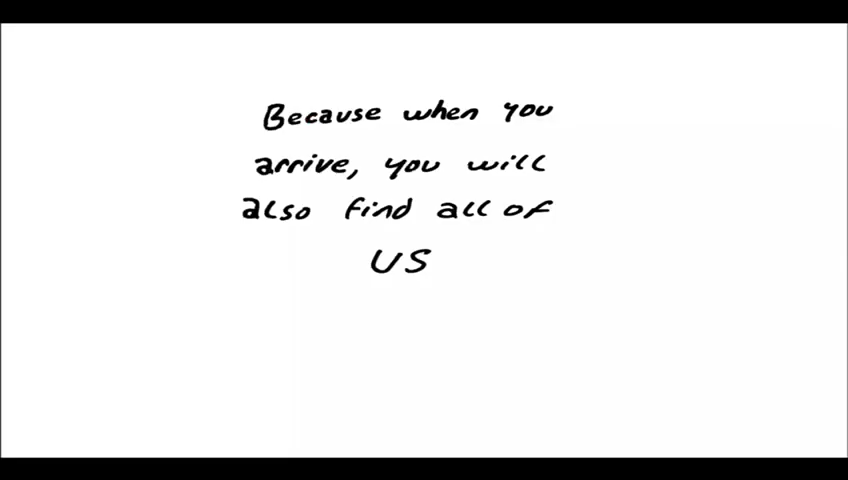 Because when you
arrive, you will
also find all of
US